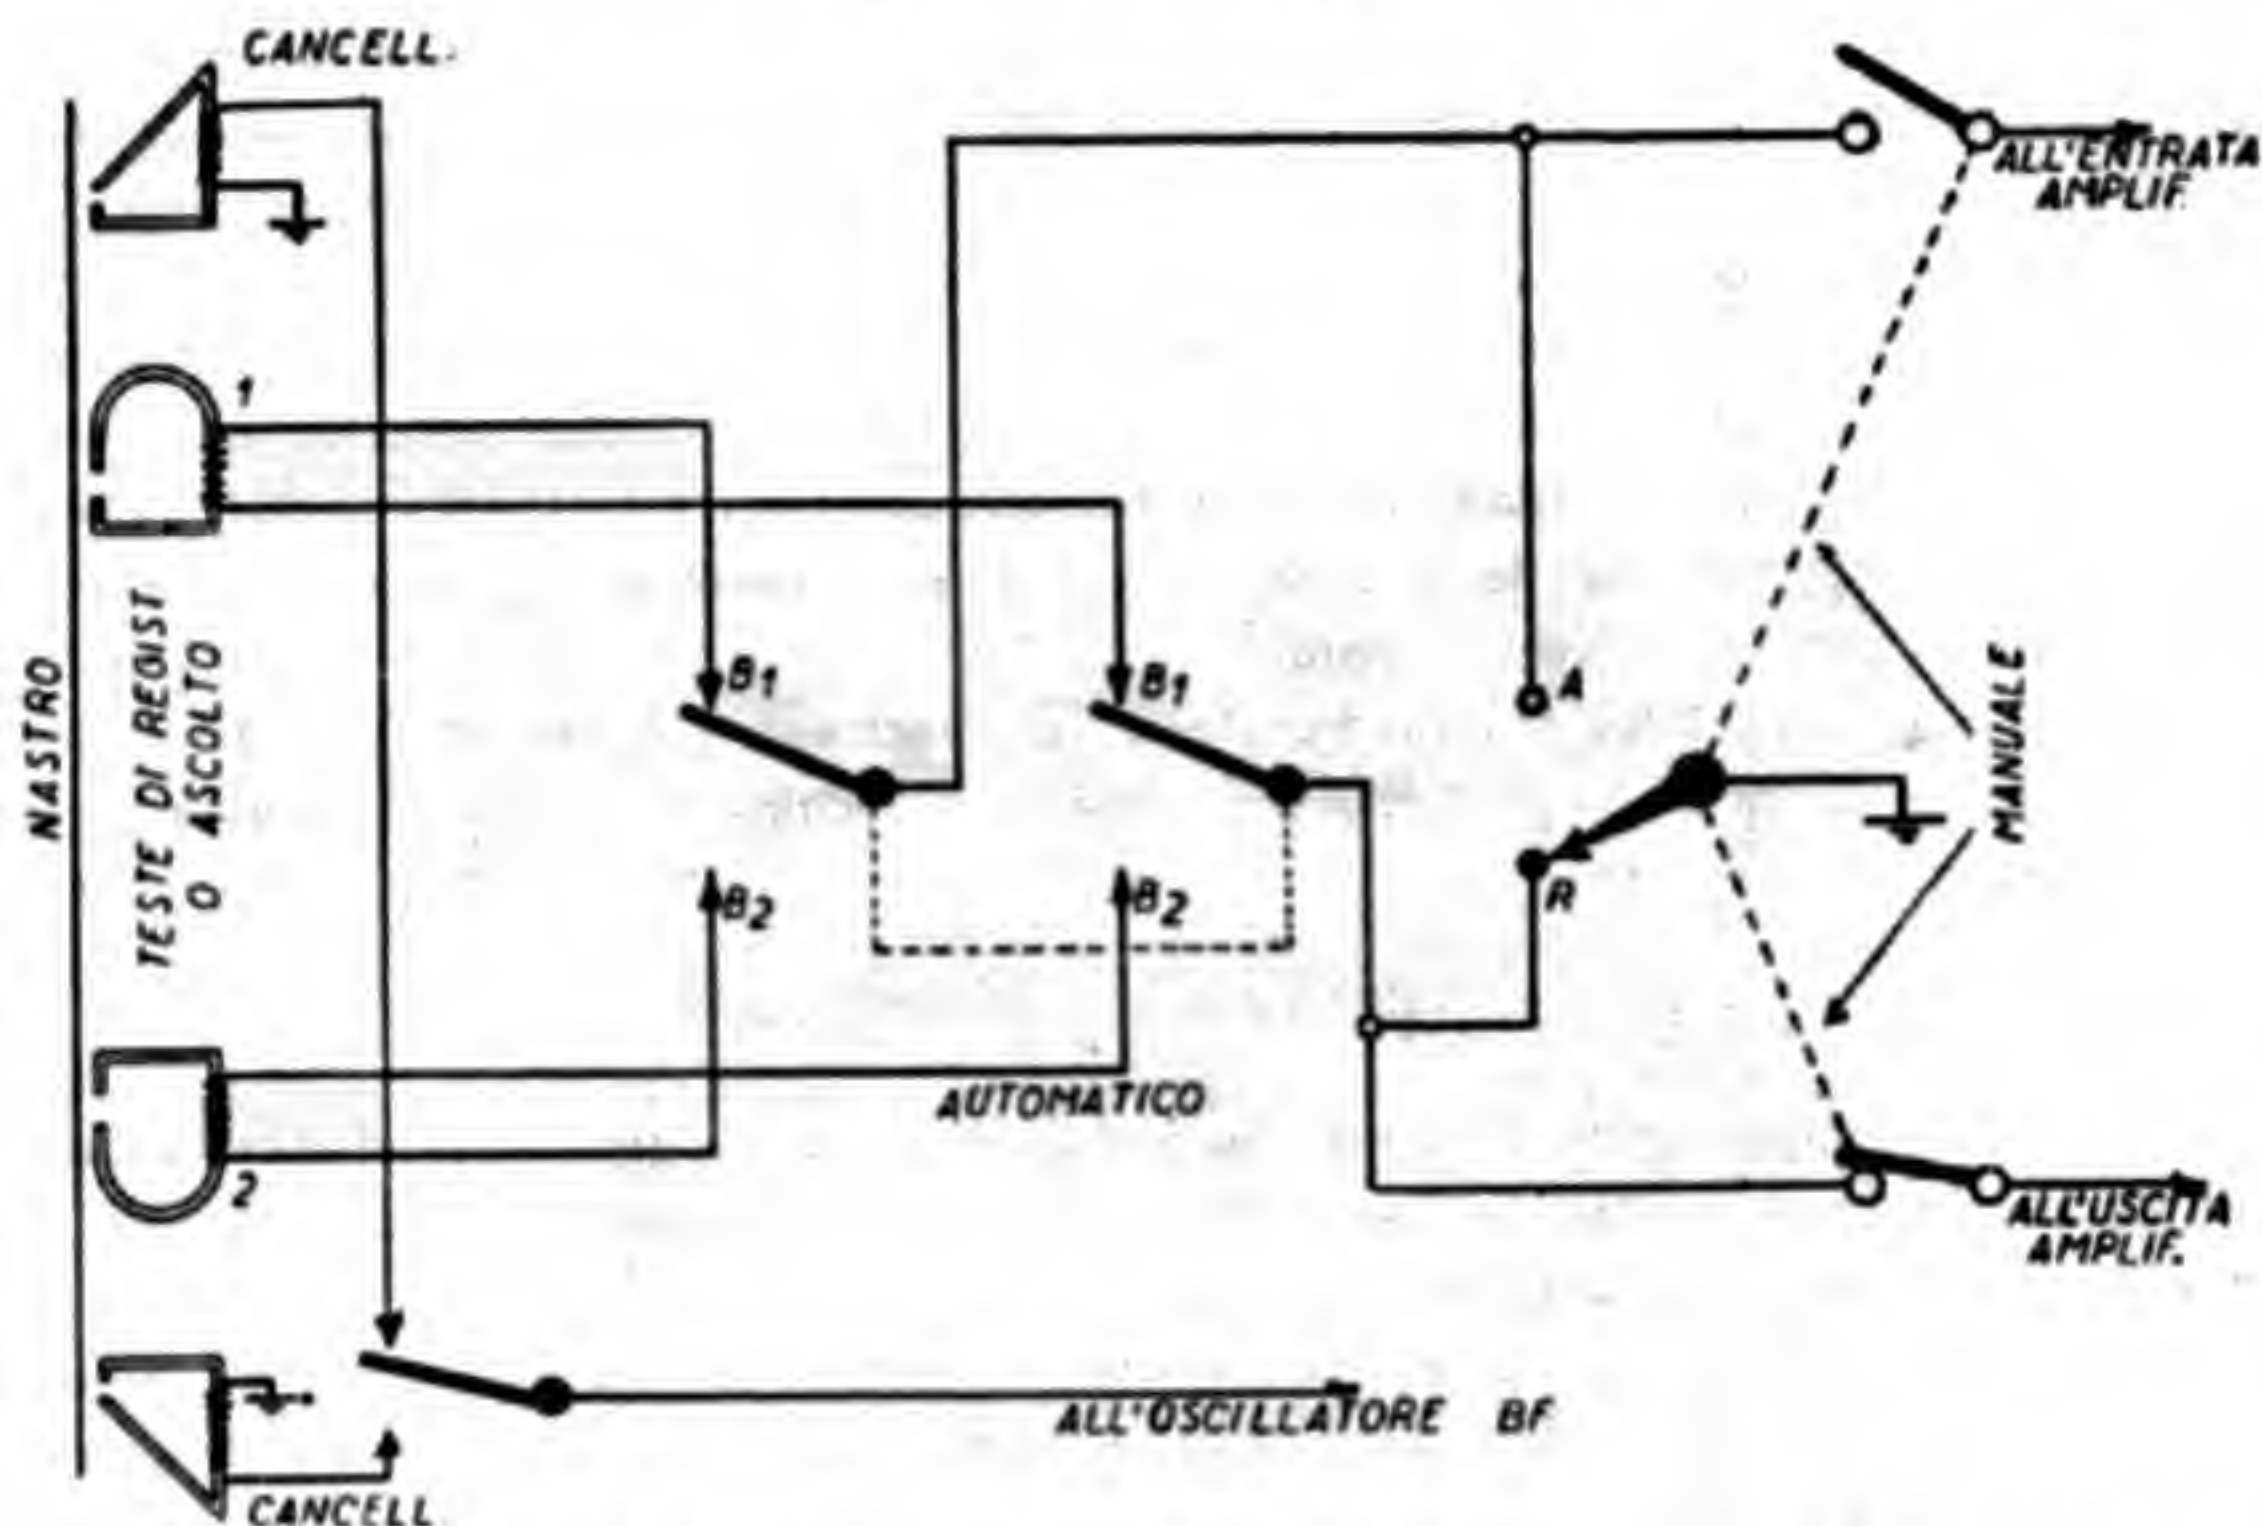 CANCELL.
ALL'ENTRATA
AMPLIF.
1
NASTRO
TESTE DI REGIST
O ASCOLTO
B1
B1
A
MANUALE
B2
B2
R
AUTOMATICO
2
ALL'USCITA
AMPLIF.
ALL'OSCILLATORE BF
CANCELL.